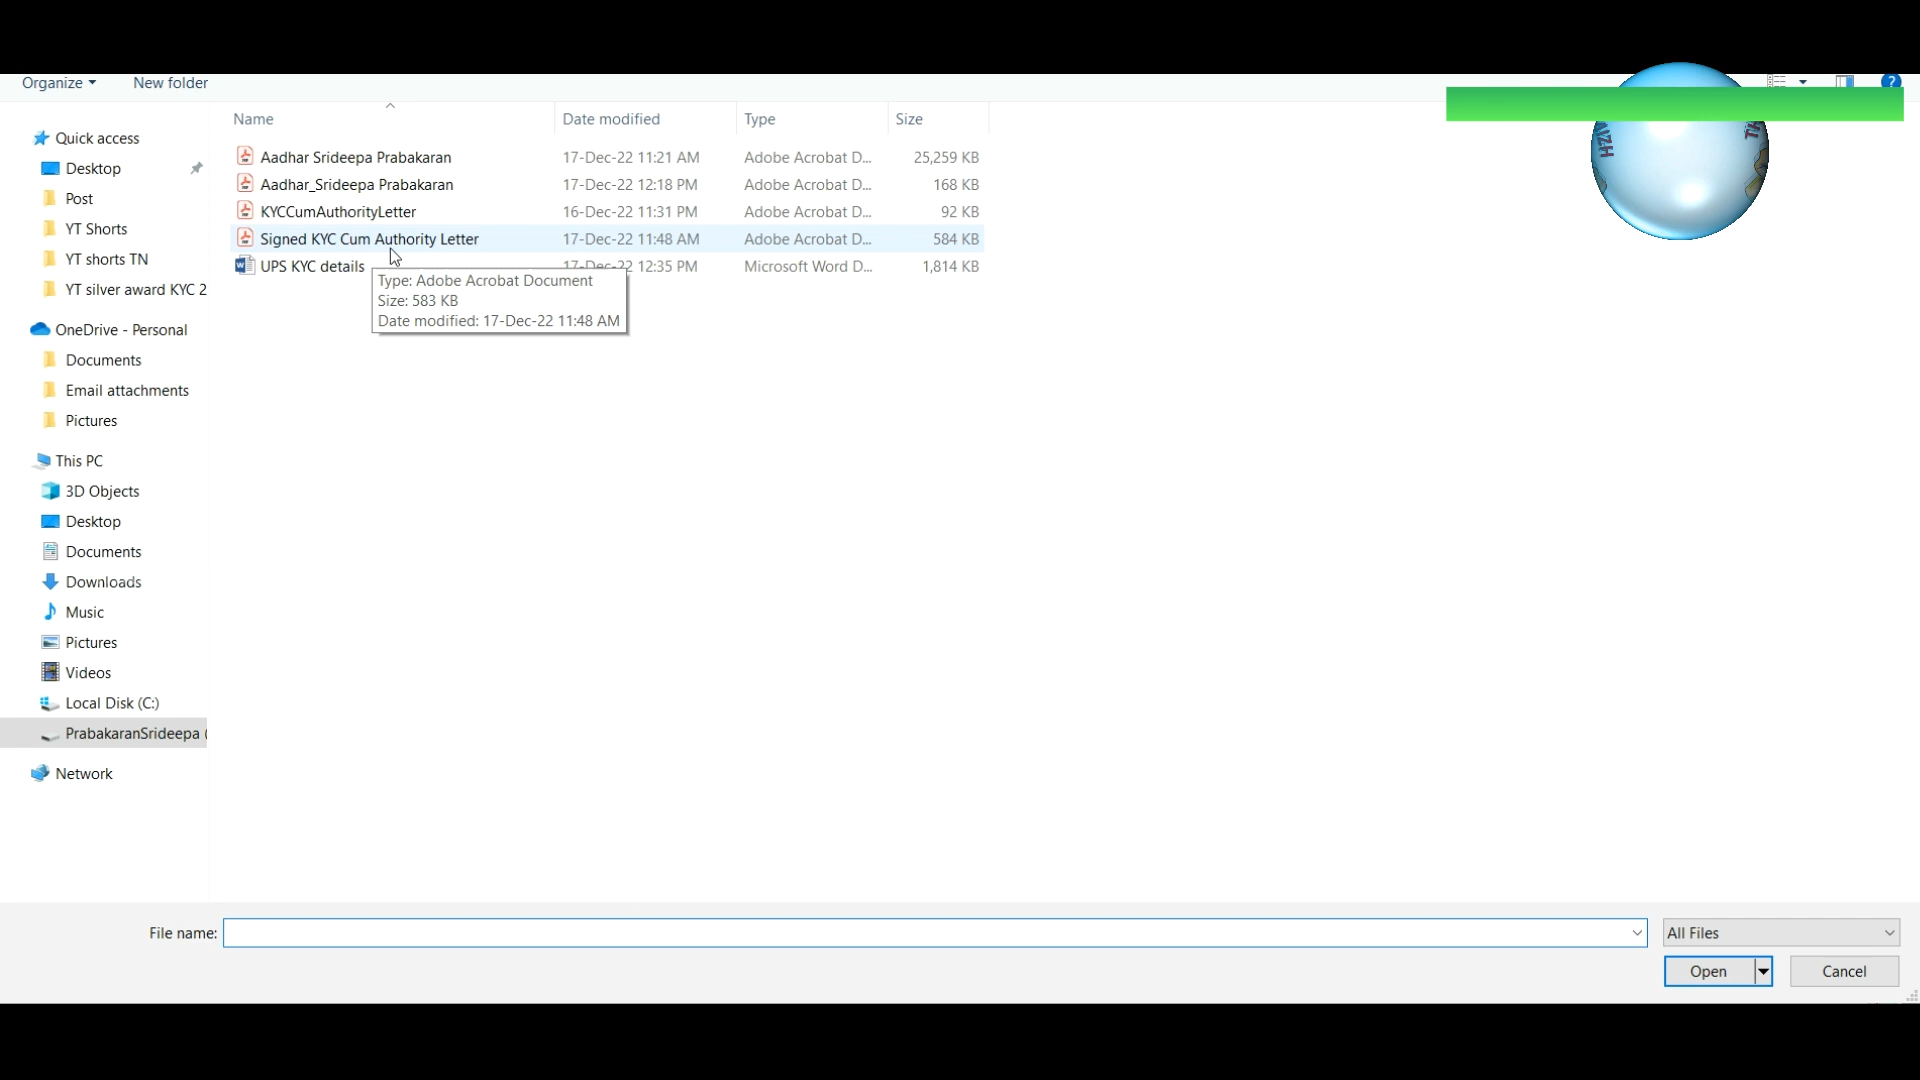 Organize New folder ?
Name Date modified Type Size
Quick access
Desktop
Post
YT Shorts
YT shorts TN
YT silver award KYC 2
OneDrive - Personal
Documents
Email attachments
Pictures
This PC
3D Objects
Desktop
Documents
Downloads
Music
Pictures
Videos
Local Disk (C:)
PrabakaranSrideepa (
Network
Aadhar Srideepa Prabakaran 17-Dec-22 11:21 AM Adobe Acrobat D... 25,259 KB
Aadhar_Srideepa Prabakaran 17-Dec-22 12:18 PM Adobe Acrobat D... 168 KB
KYCCumAuthorityLetter 16-Dec-22 11:31 PM Adobe Acrobat D... 92 KB
Signed KYC Cum Authority Letter 17-Dec-22 11:48 AM Adobe Acrobat D... 584 KB
UPS KYC details 17-Dec-22 12:35 PM Microsoft Word D... 1,814 KB
Type: Adobe Acrobat Document
Size: 583 KB
Date modified: 17-Dec-22 11:48 AM
File name: All Files
Open Cancel